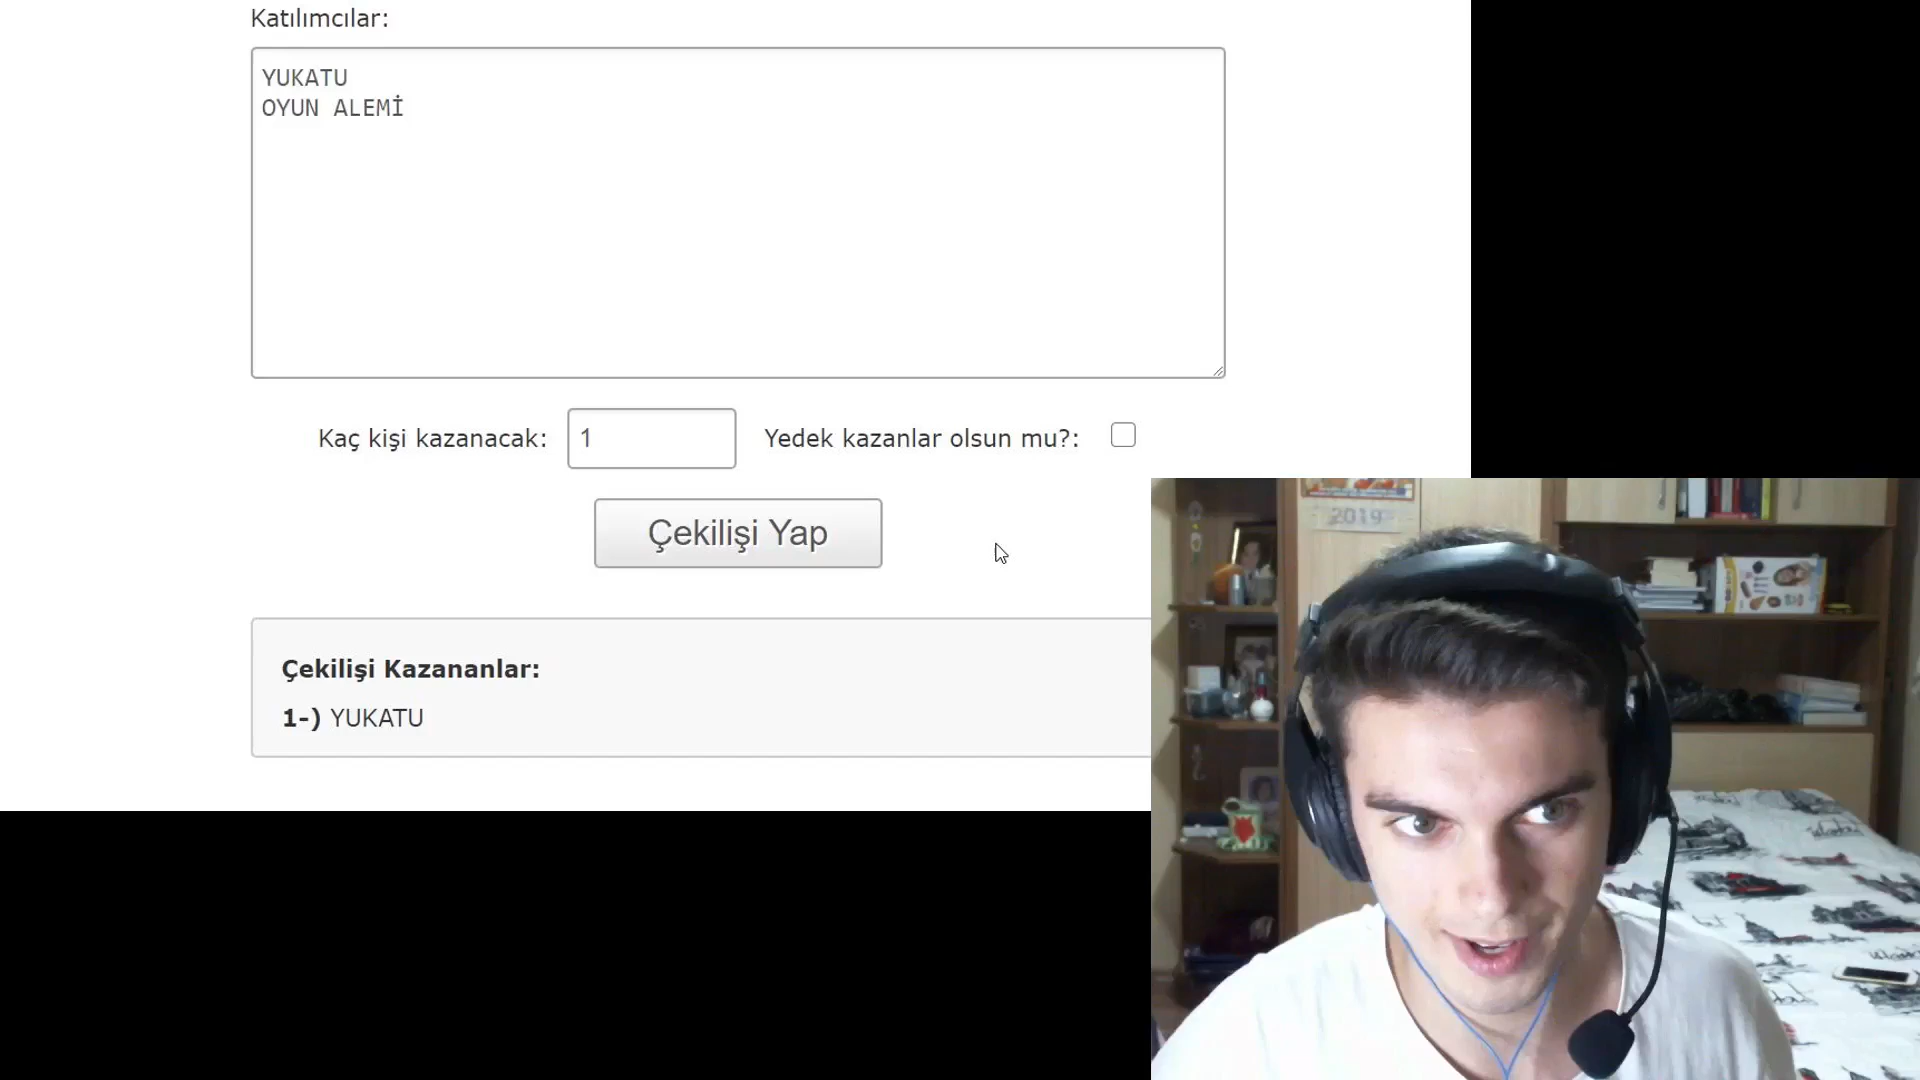 Katılımcılar:
YUKATU
OYUN ALEMİ
Kaç kişi kazanacak: 1 Yedek kazanlar olsun mu?:
Çekilişi Yap
Çekilişi Kazananlar:
1-) YUKATU
2019